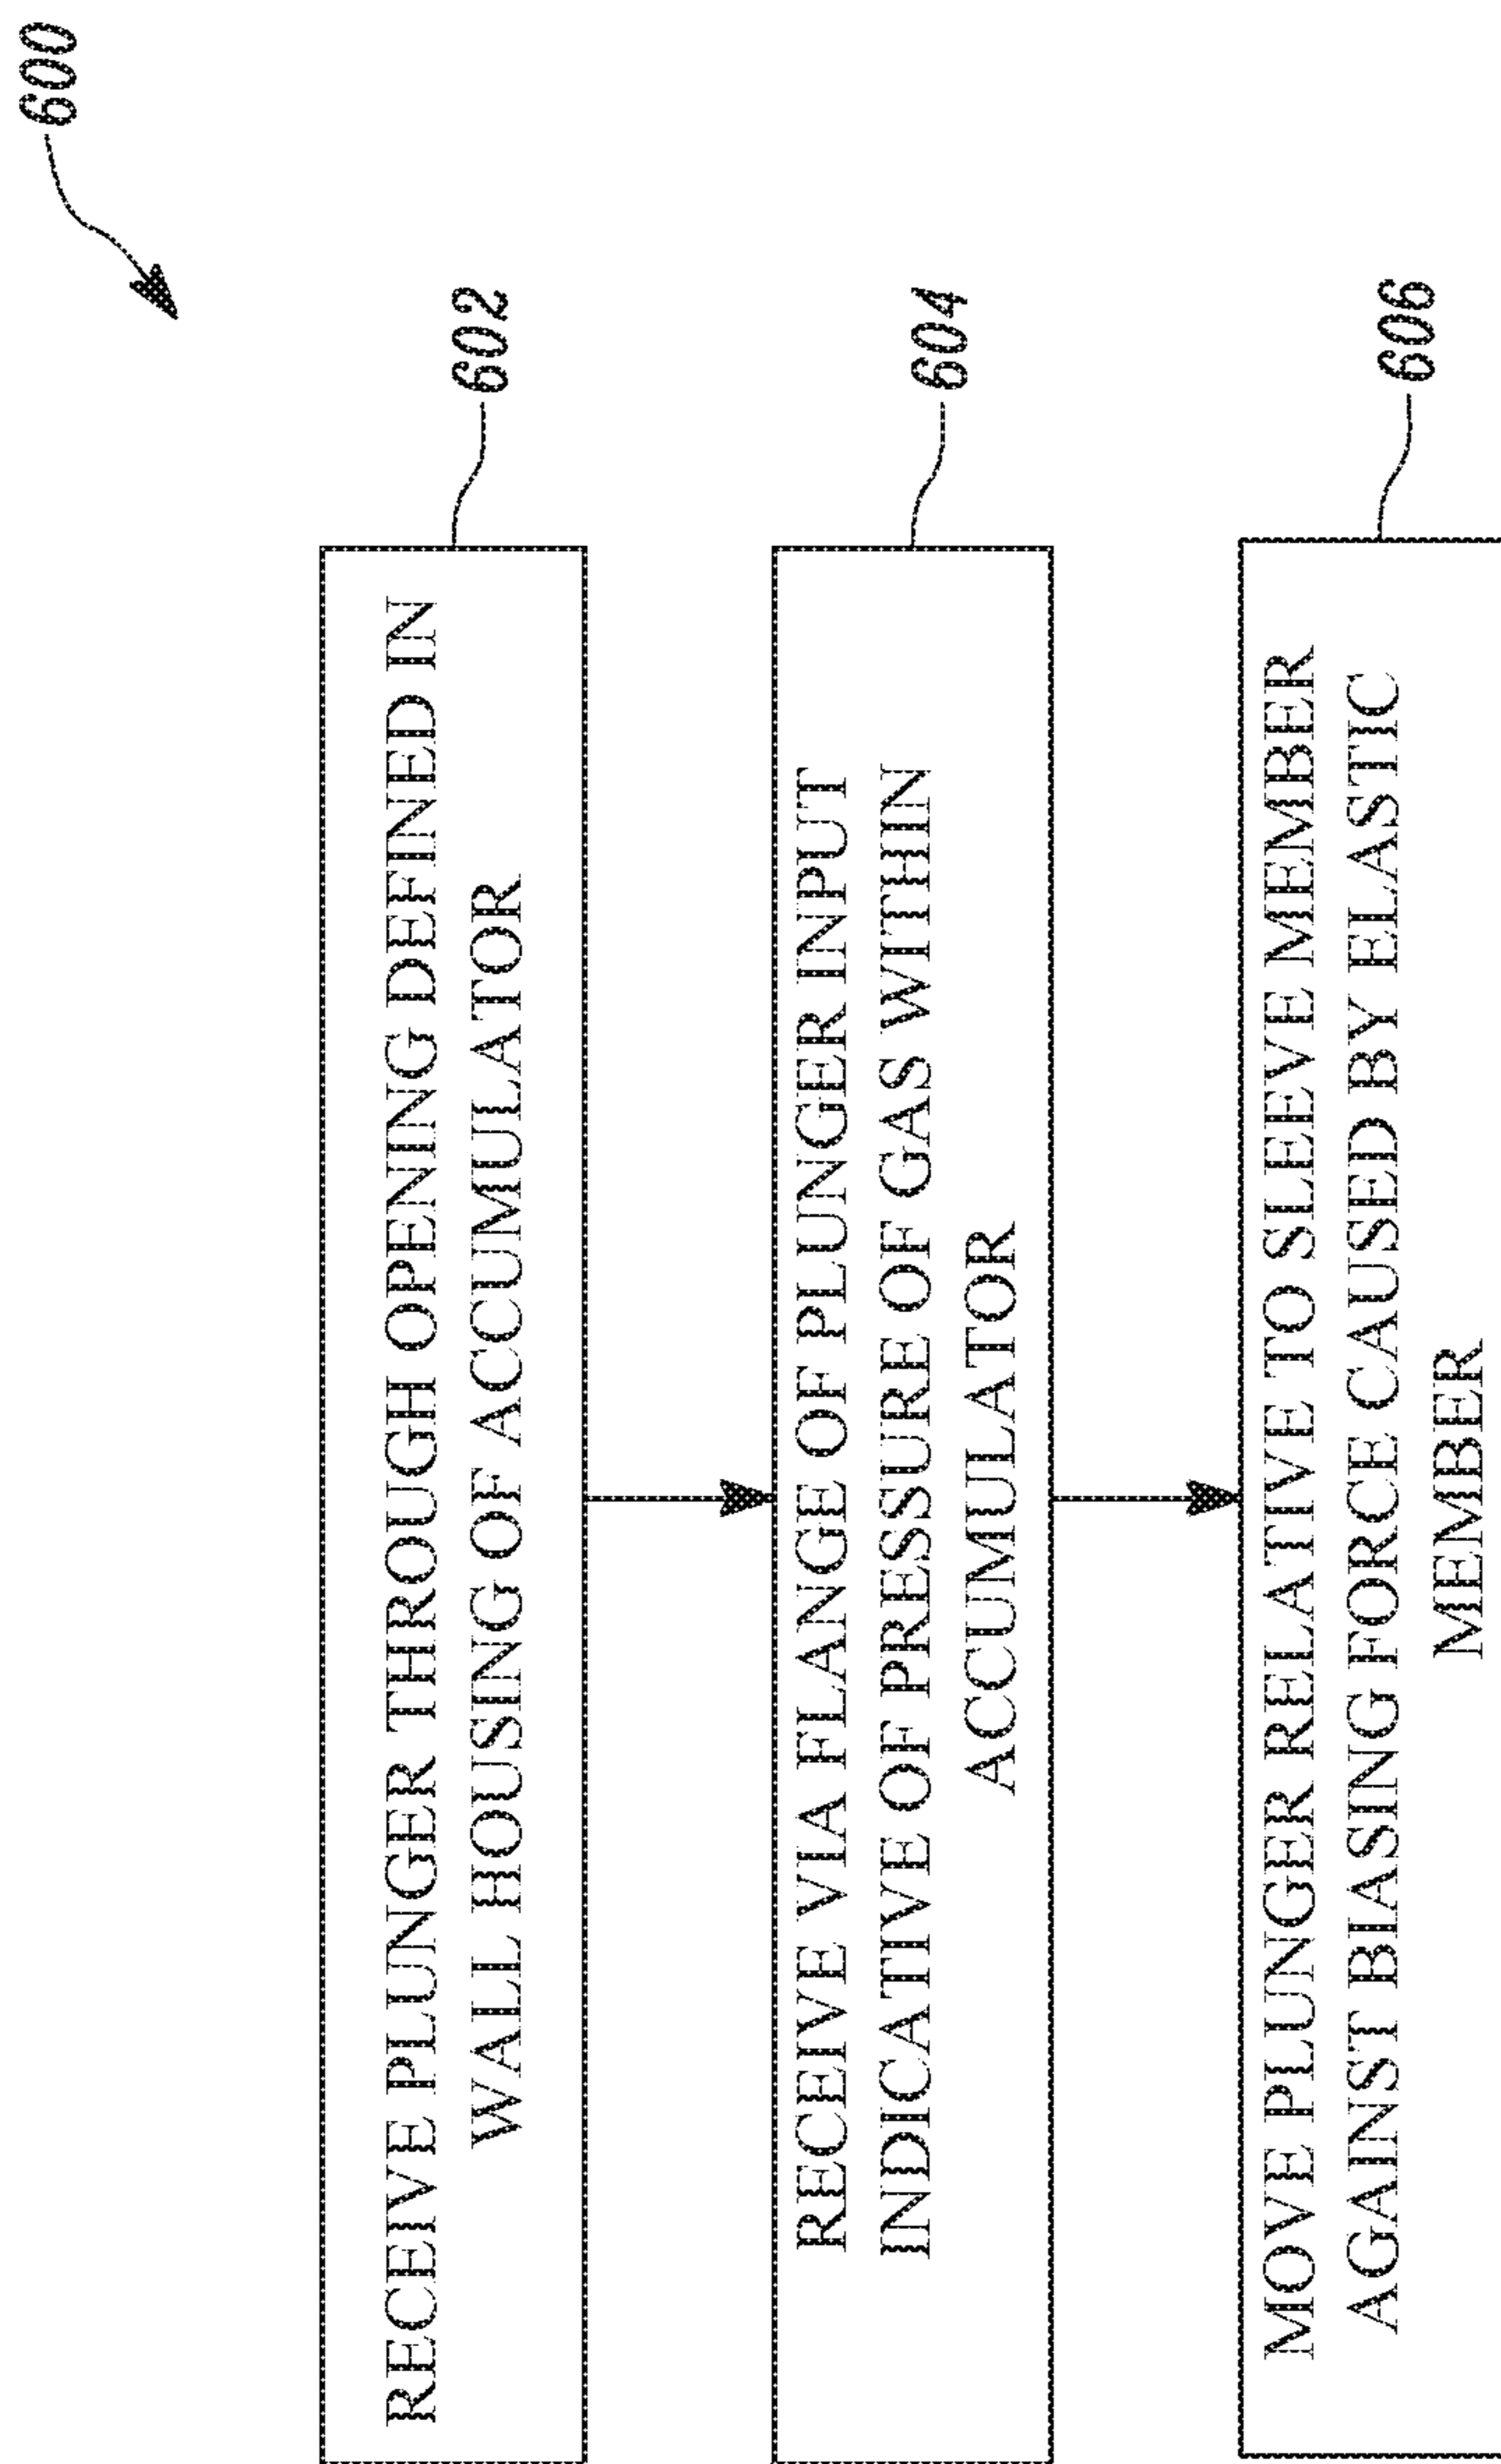 600
RECEIVE PLUNGER THROUGH OPENING DEFINED IN
WALL HOUSING OF ACCUMULATOR
602
RECEIVE VIA FLANGE OF PLUNGER INPUT
INDICATIVE OF PRESSURE OF GAS WITHIN
ACCUMULATOR
604
MOVE PLUNGER RELATIVE TO SLEEVE MEMBER
AGAINST BIASING FORCE CAUSED BY ELASTIC
MEMBER
606